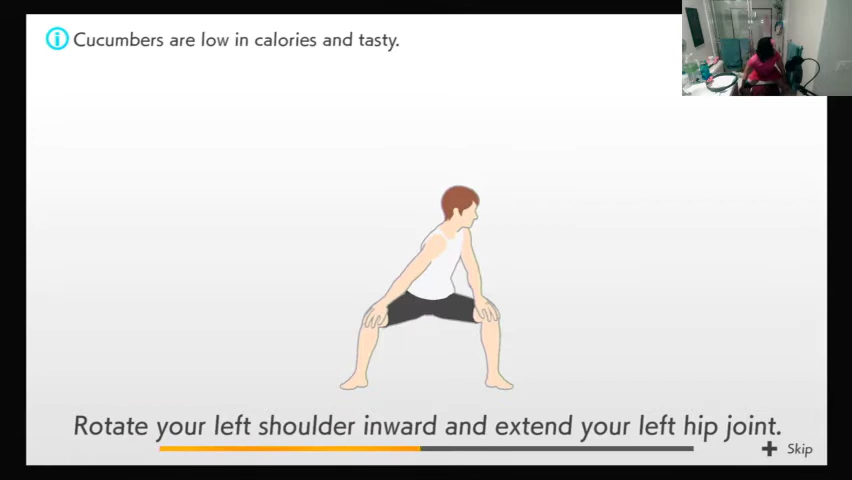 Cucumbers are low in calories and tasty.
Rotate your left shoulder inward and extend your left hip joint.
Skip